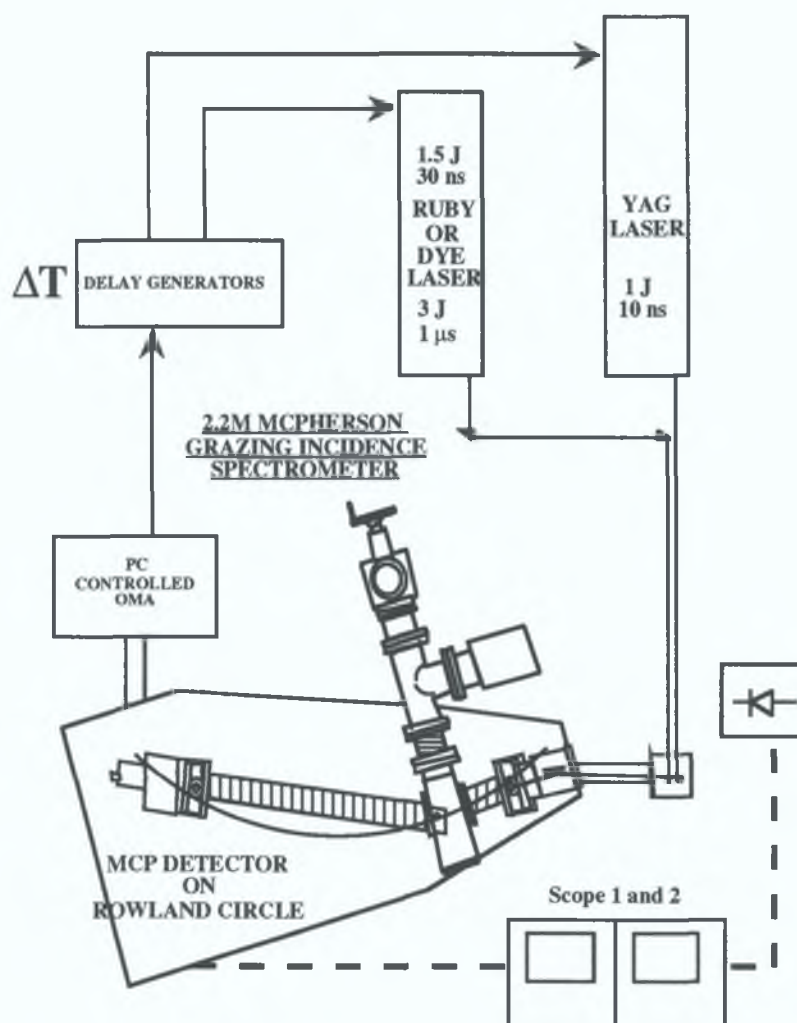 1.5 J
30 ns
RUBY
OR
DYE
LASER
3 J
1 μs
YAG
LASER
1 J
10 ns
ΔT
DELAY GENERATORS
2.2M MCPHERSON
GRAZING INCIDENCE
SPECTROMETER
PC
CONTROLLED
OMA
MCP DETECTOR
ON
ROWLAND CIRCLE
Scope 1 and 2